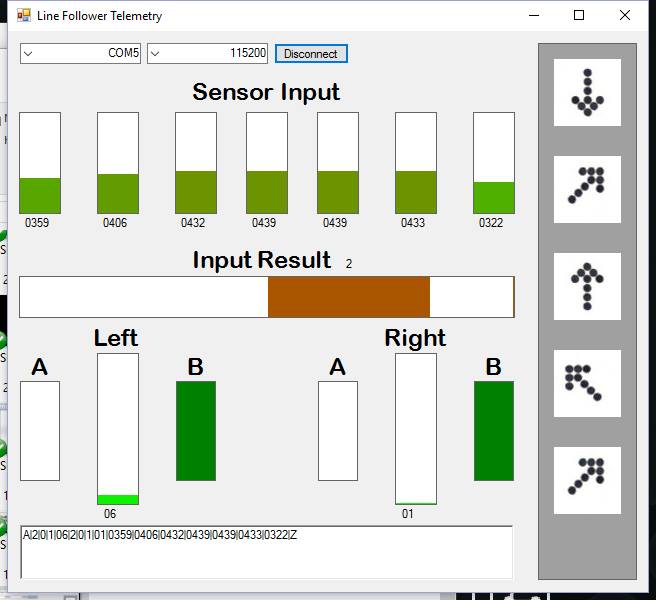 Line Follower Telemetry
COM5 115200 Disconnect
Sensor Input
0359 0406 0432 0439 0439 0433 0322
Input Result 2
Left Right
A B A B
06 01
A|2|0|1|06|2|0|1|01|0359|0406|0432|0439|0439|0433|0322|Z